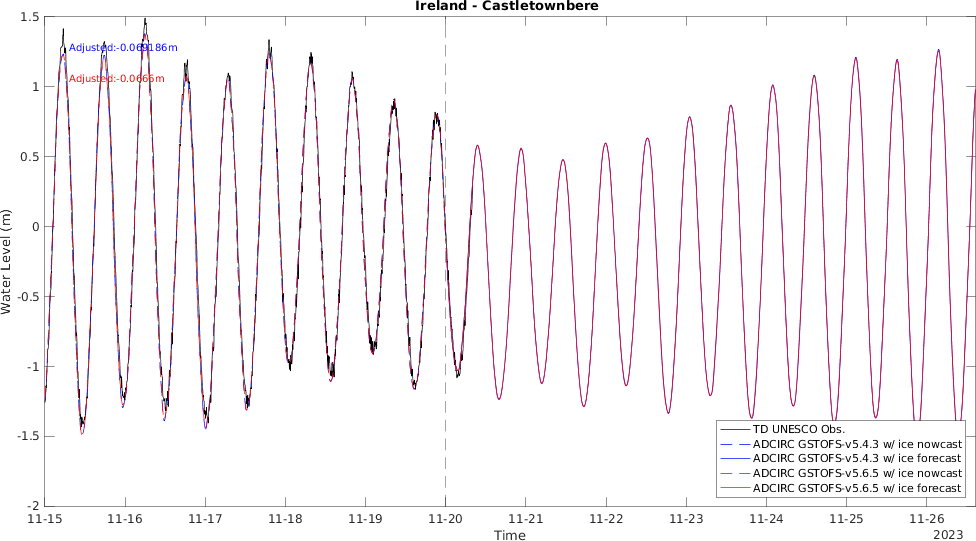 Ireland - Castletownbere
1.5
1
0.5
0
-0.5
-1
-1.5
-2
Water Level (m)
Adjusted:-0.069186m
Adjusted:-0.0666m
TD UNESCO Obs.
ADCIRC GSTOFS-v5.4.3 w/ ice nowcast
ADCIRC GSTOFS-v5.4.3 w/ ice forecast
ADCIRC GSTOFS-v5.6.5 w/ ice nowcast
ADCIRC GSTOFS-v5.6.5 w/ ice forecast
11-15 11-16 11-17 11-18 11-19 11-20 11-21 11-22 11-23 11-24 11-25 11-26
Time
2023